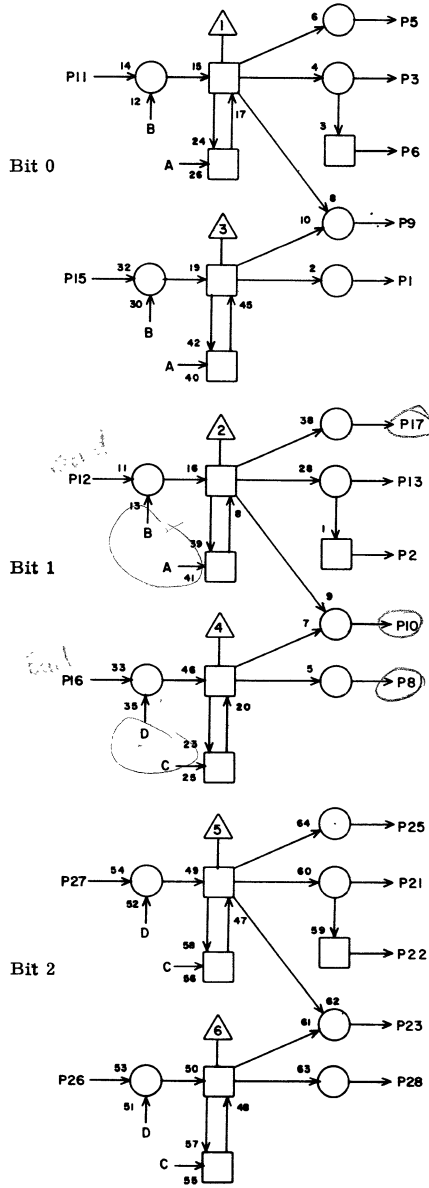 1
6 P5
P11 14 15 4 P3
12 17
B 24 3
A P6
26
Bit 0
8
3 10 P9
P15 32 19 2 P1
30 45
B 42
A
40
2 38 P17
P12 11 16 28 P13
13 8
B 39 1
A P2
41
Bit 1
9
4 7 P10
P16 33 46 5 P8
35 20
D 23
C
25
5 64 P25
P27 54 49 60 P21
52 47
D 58 59
C P22
56
Bit 2
62
6 61 P23
P26 53 50 63 P28
51 48
D 57
C
55